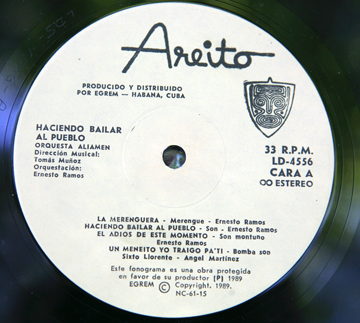 Areito
PRODUCIDO Y DISTRIBUIDO
POR EGREM — HABANA, CUBA
HACIENDO BAILAR
AL PUEBLO
ORQUESTA ALIAMEN
Dirección Musical:
Tomás Muñoz
Orquestación:
Ernesto Ramos
33 R.P.M.
LD-4556
CARA A
∞ ESTEREO
LA MERENGUERA - Merengue - Ernesto Ramos
HACIENDO BAILAR AL PUEBLO - Son - Ernesto Ramos
EL ADIOS DE ESTE MOMENTO - Son montuno
Ernesto Ramos
UN MENEITO YO TRAIGO PA'TI - Bomba son
Sixto Llorente - Angel Martínez
Este fonograma es una obra protegida
en favor de su productor (P) 1989
EGREM © Copyright. 1989.
NC-61-15